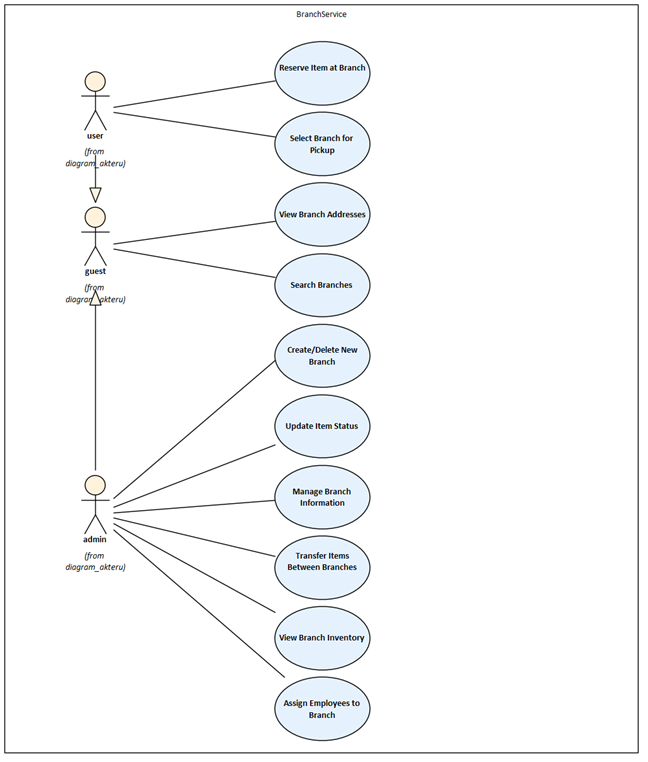 BranchService
Reserve Item at Branch
user
(from
diagram_akteru)
Select Branch for
Pickup
View Branch Addresses
guest
(from
diagram_akteru)
Search Branches
Create/Delete New
Branch
Update Item Status
Manage Branch
Information
admin
(from
diagram_akteru)
Transfer Items
Between Branches
View Branch Inventory
Assign Employees to
Branch